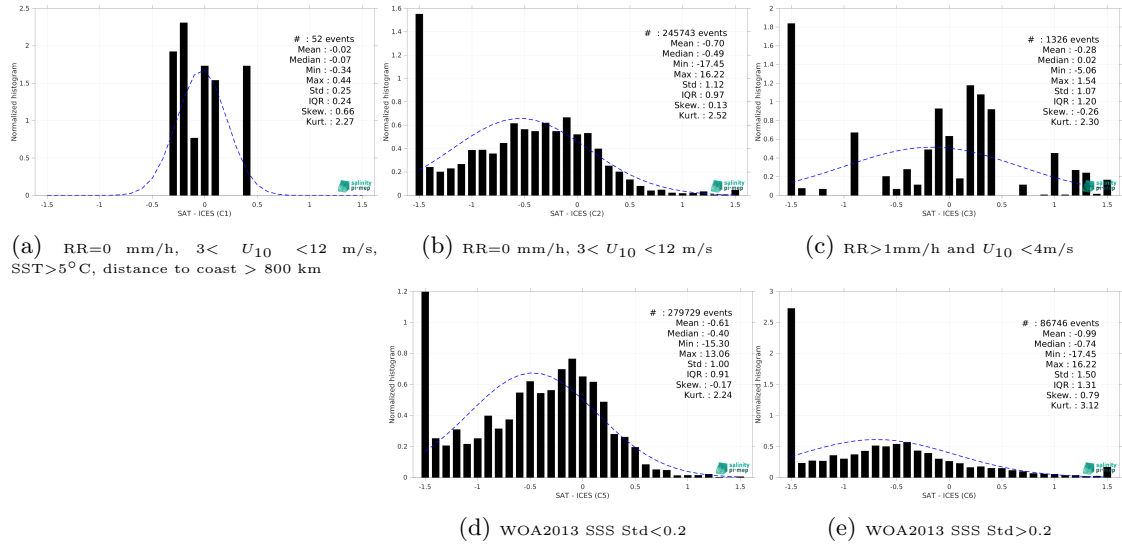 2.5
2
1.5
1
0.5
0
Normalized histogram
# : 52 events
Mean : -0.02
Median : -0.07
Min : -0.34
Max : 0.44
Std : 0.25
IQR : 0.24
Skew. : 0.66
Kurt. : 2.27
salinity
pi-mep
-1.5 -1 -0.5 0 0.5 1 1.5
SAT - ICES (C1)
(a) RR=0 mm/h, 3< U10 <12 m/s,
SST>5°C, distance to coast > 800 km
1.6
1.4
1.2
1
0.8
0.6
0.4
0.2
0
Normalized histogram
# : 245743 events
Mean : -0.70
Median : -0.49
Min : -17.45
Max : 16.22
Std : 1.12
IQR : 0.97
Skew. : 0.13
Kurt. : 2.52
salinity
pi-mep
-1.5 -1 -0.5 0 0.5 1 1.5
SAT - ICES (C2)
(b) RR=0 mm/h, 3< U10 <12 m/s
2
1.8
1.6
1.4
1.2
1
0.8
0.6
0.4
0.2
0
Normalized histogram
# : 1326 events
Mean : -0.28
Median : 0.02
Min : -5.06
Max : 1.54
Std : 1.07
IQR : 1.20
Skew. : -0.26
Kurt. : 2.30
salinity
pi-mep
-1.5 -1 -0.5 0 0.5 1 1.5
SAT - ICES (C3)
(c) RR>1mm/h and U10 <4m/s
1.2
1
0.8
0.6
0.4
0.2
0
Normalized histogram
# : 279729 events
Mean : -0.61
Median : -0.40
Min : -15.30
Max : 13.06
Std : 1.00
IQR : 0.91
Skew. : -0.17
Kurt. : 2.24
salinity
pi-mep
-1.5 -1 -0.5 0 0.5 1 1.5
SAT - ICES (C5)
(d) WOA2013 SSS Std<0.2
3
2.5
2
1.5
1
0.5
0
Normalized histogram
# : 86746 events
Mean : -0.99
Median : -0.74
Min : -17.45
Max : 16.22
Std : 1.50
IQR : 1.31
Skew. : 0.79
Kurt. : 3.12
salinity
pi-mep
-1.5 -1 -0.5 0 0.5 1 1.5
SAT - ICES (C6)
(e) WOA2013 SSS Std>0.2